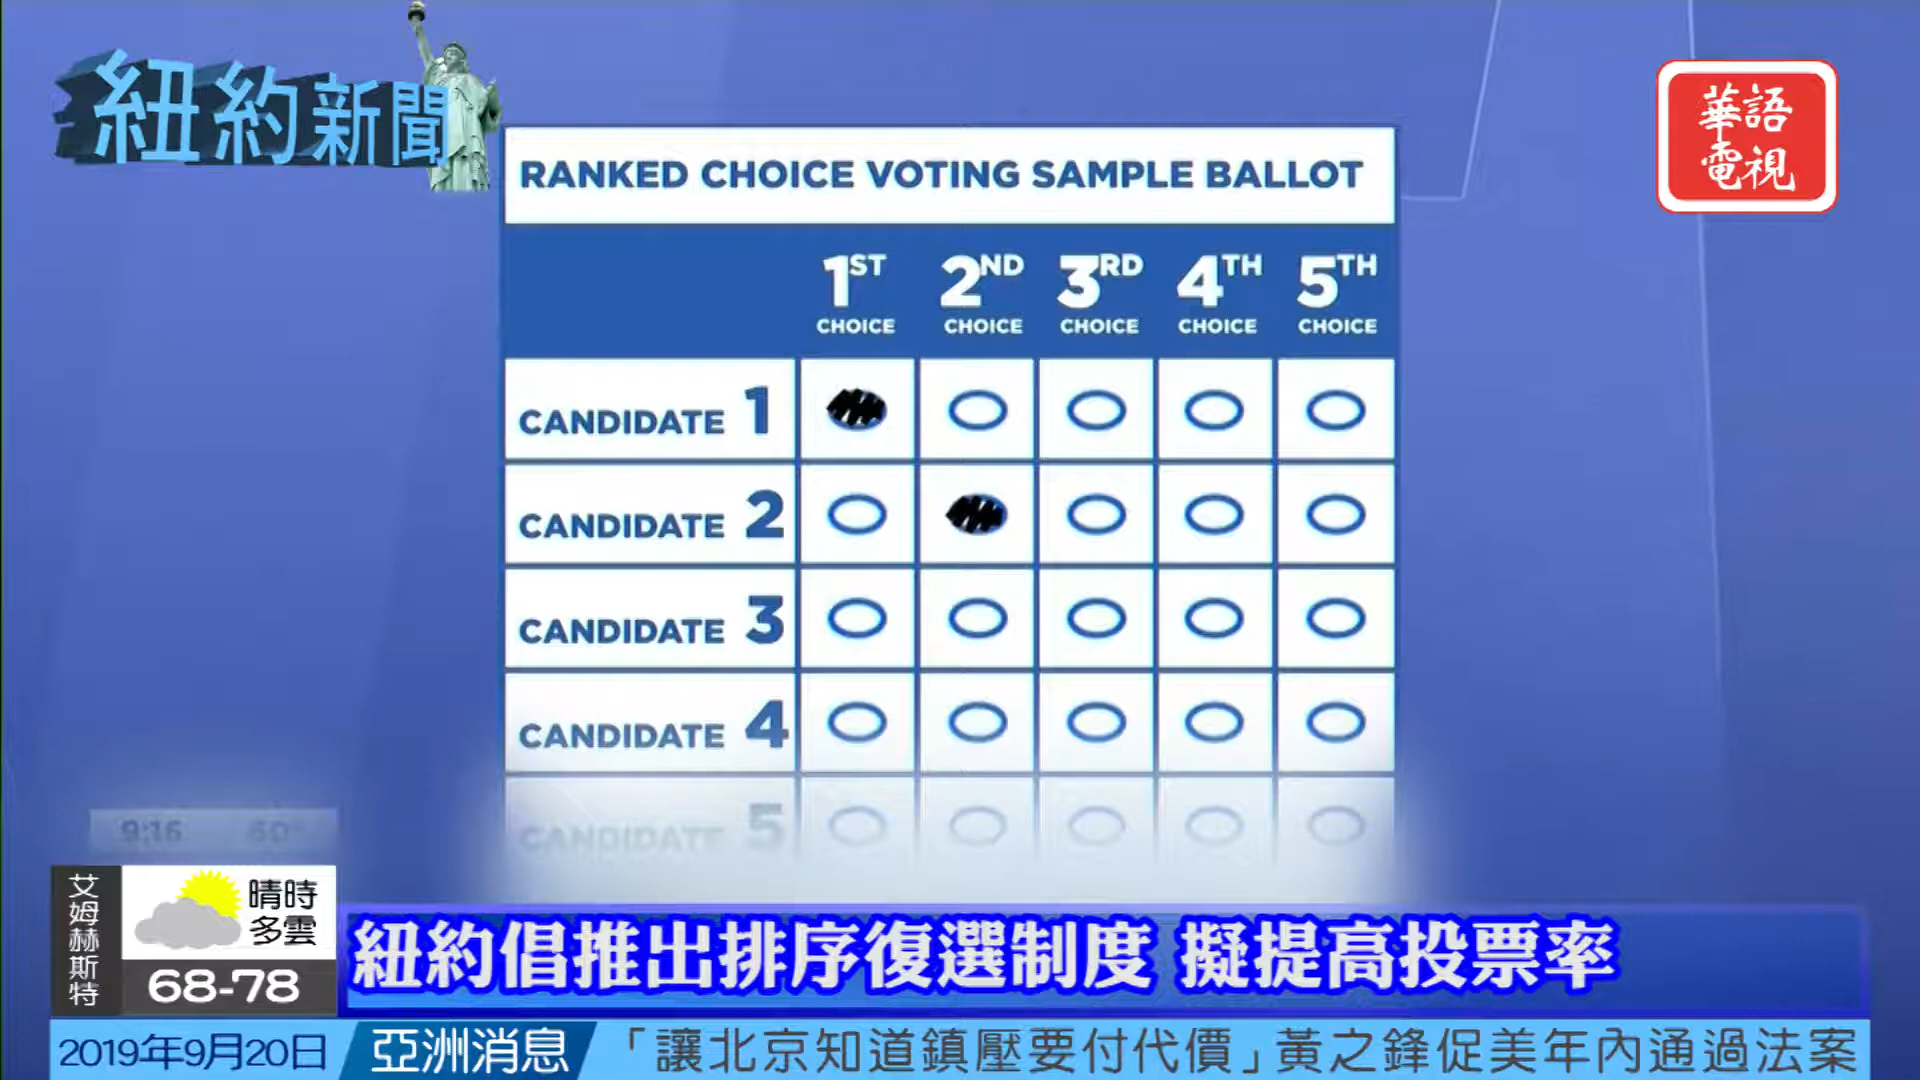 紐約新聞
華語
電視
RANKED CHOICE VOTING SAMPLE BALLOT
1ST 2ND 3RD 4TH 5TH
CHOICE CHOICE CHOICE CHOICE CHOICE
CANDIDATE 1
CANDIDATE 2
CANDIDATE 3
CANDIDATE 4
CANDIDATE 5
9:16 60°
艾姆赫斯特
晴時
多雲
68-78
紐約倡推出排序復選制度 擬提高投票率
2019年9月20日 亞洲消息 「讓北京知道鎮壓要付代價」黃之鋒促美年內通過法案